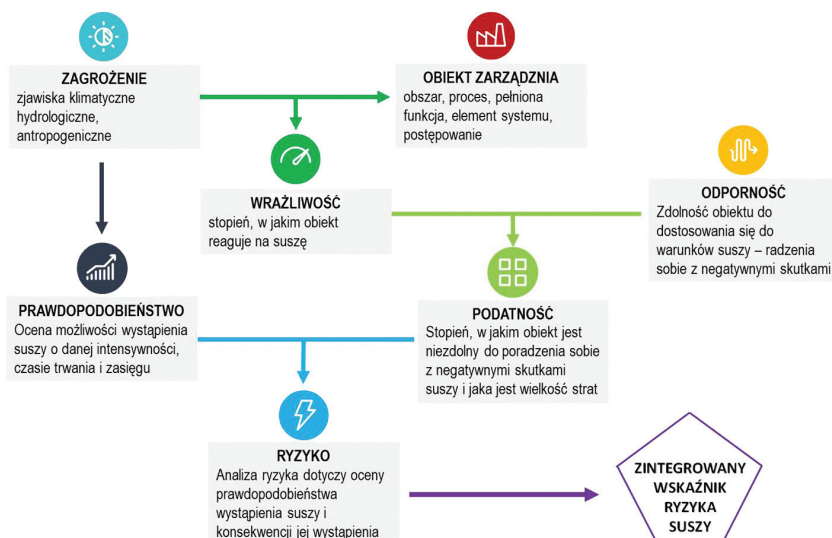 ZAGROŻENIE
zjawiska klimatyczne
hydrologiczne,
antropogeniczne
OBIEKT ZARZĄDZNIA
obszar, proces, pełniona
funkcja, element systemu,
postępowanie
WRAŻLIWOŚĆ
stopień, w jakim obiekt
reaguje na suszę
ODPORNOŚĆ
Zdolność obiektu do
dostosowania się do
warunków suszy – radzenia
sobie z negatywnymi skutkami
PRAWDOPODOBIEŃSTWO
Ocena możliwości wystąpienia
suszy o danej intensywności,
czasie trwania i zasięgu
PODATNOŚĆ
Stopień, w jakim obiekt jest
niezdolny do poradzenia sobie
z negatywnymi skutkami
suszy i jaka jest wielkość strat
RYZYKO
Analiza ryzyka dotyczy oceny
prawdopodobieństwa
wystąpienia suszy i
konsekwencji jej wystąpienia
ZINTEGROWANY
WSKAŹNIK
RYZYKA
SUSZY